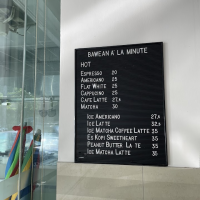 BAWEAN A' LA MINUTE
HOT
ESPRESSO 20
AMERICANO 25
FLAT WHITE 25
CAPPUCINO 25
CAFE LATTE 27,5
MATCHA 30
ICE AMERICANO 27,5
ICE LATTE 32,5
ICE MATCHA COFFEE LATTE 35
ES KOPI SWEETHEART 35
PEANUT BUTTER LA TE 35
ICE MATCHA LATTE 35